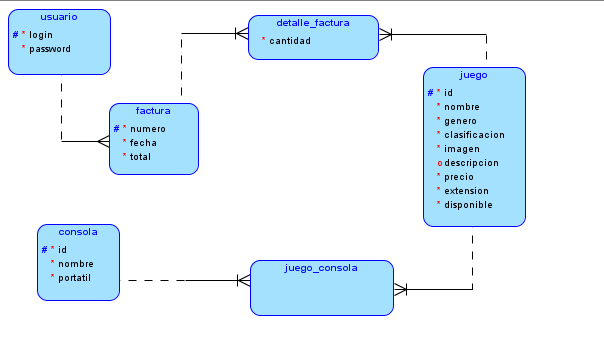 usuario
# * login
* password
detalle_factura
* cantidad
juego
# * id
* nombre
* genero
* clasificacion
* imagen
o descripcion
* precio
* extension
* disponible
factura
# * numero
* fecha
* total
consola
# * id
* nombre
* portatil
juego_consola